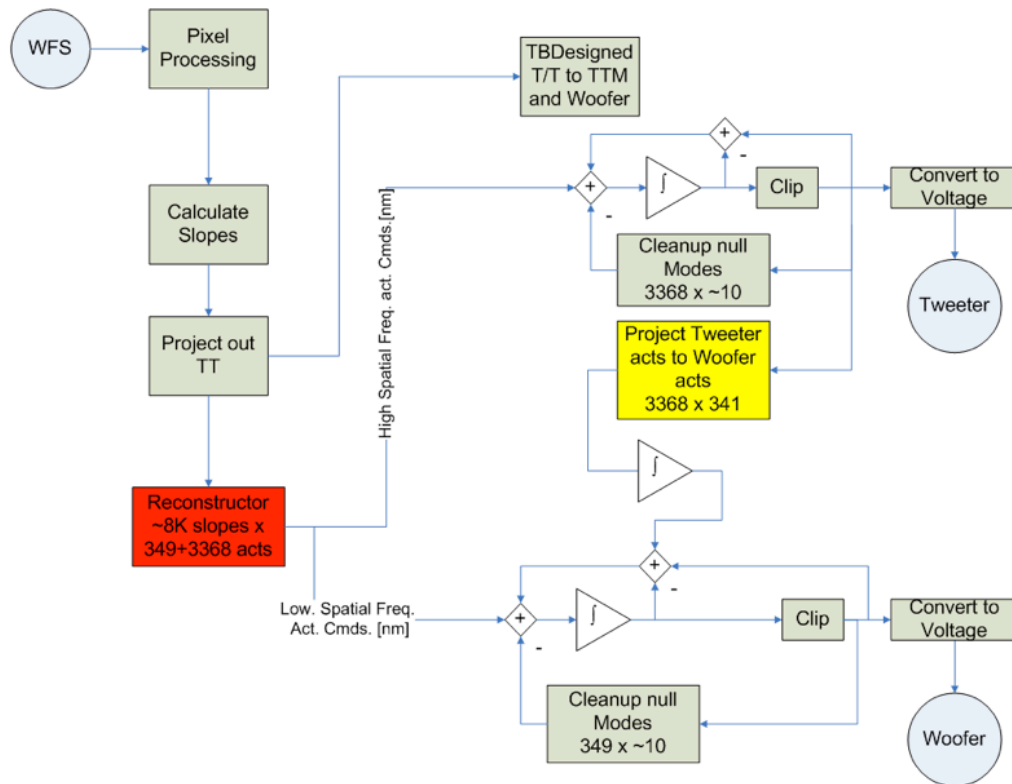 WFS
Pixel
Processing
TBDesigned
T/T to TTM
and Woofer
+
-
+
∫
Clip
Convert to
Voltage
-
Calculate
Slopes
Cleanup null
Modes
3368 x ~10
Tweeter
High Spatial Freq. act. Cmds.[nm]
Project out
TT
Project Tweeter
acts to Woofer
acts
3368 x 341
∫
Reconstructor
~8K slopes x
349+3368 acts
+
-
Low. Spatial Freq.
Act. Cmds. [nm]
+
∫
Clip
Convert to
Voltage
-
Cleanup null
Modes
349 x ~10
Woofer